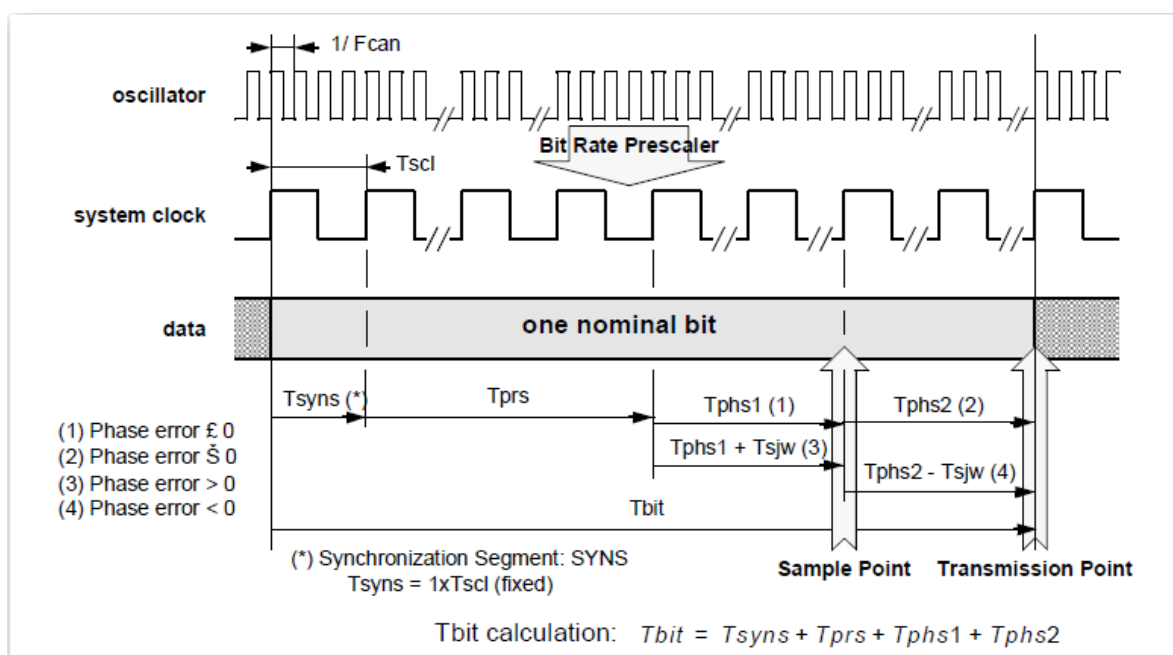 1/ Fcan
oscillator
Bit Rate Prescaler
Tscl
system clock
data
one nominal bit
Tsyns (*)
Tprs
Tphs1 (1)
Tphs2 (2)
(1) Phase error £ 0
(2) Phase error Š 0
(3) Phase error > 0
(4) Phase error < 0
Tphs1 + Tsjw (3)
Tphs2 - Tsjw (4)
Tbit
(*) Synchronization Segment: SYNS
Tsyns = 1xTscl (fixed)
Sample Point
Transmission Point
Tbit calculation: Tbit = Tsyns + Tprs + Tphs1 + Tphs2